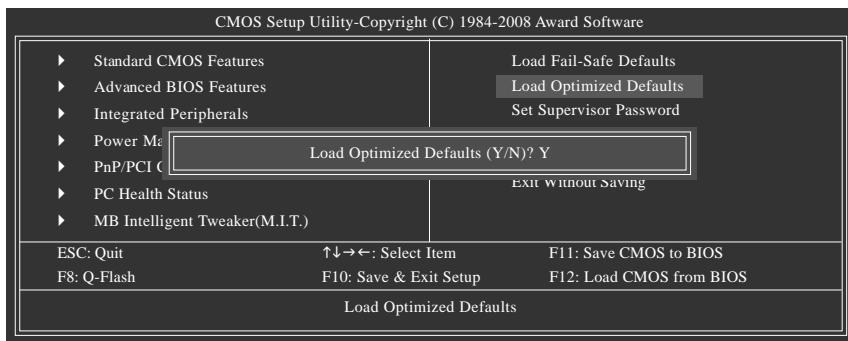 CMOS Setup Utility-Copyright (C) 1984-2008 Award Software
Standard CMOS Features
Advanced BIOS Features
Integrated Peripherals
Power Ma
PnP/PCI C
PC Health Status
MB Intelligent Tweaker(M.I.T.)
Load Fail-Safe Defaults
Load Optimized Defaults
Set Supervisor Password
Exit Without Saving
Load Optimized Defaults (Y/N)? Y
ESC: Quit
↑↓→←: Select Item
F11: Save CMOS to BIOS
F8: Q-Flash
F10: Save & Exit Setup
F12: Load CMOS from BIOS
Load Optimized Defaults